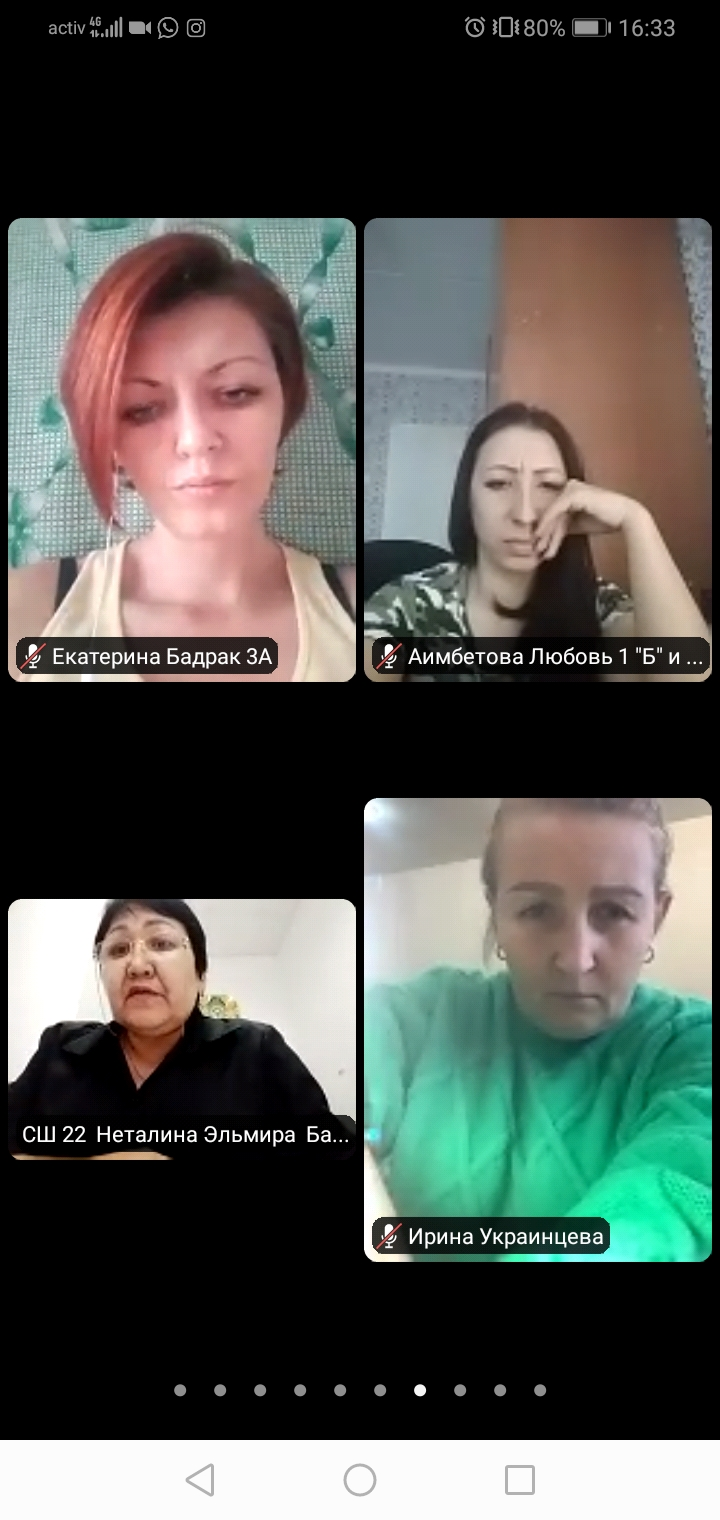 activ 4G 80% 16:33
Екатерина Бадрак 3А
Аимбетова Любовь 1 "Б" и ...
СШ 22 Неталина Эльмира Ба...
Ирина Украинцева